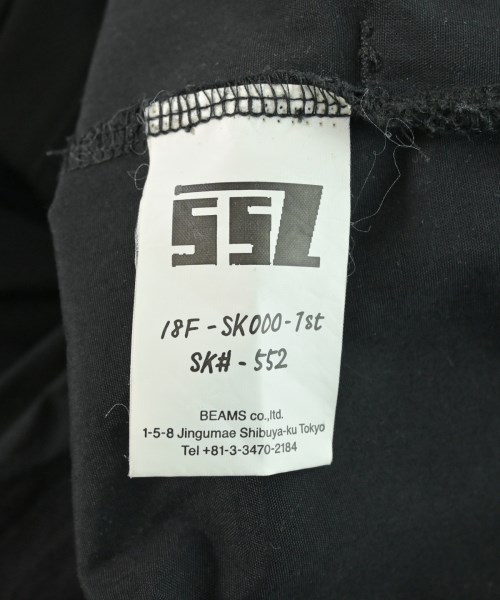 SSZ
18F-SK000-1st
SK#-552
BEAMS co.,ltd.
1-5-8 Jingumae Shibuya-ku Tokyo
Tel +81-3-3470-2184